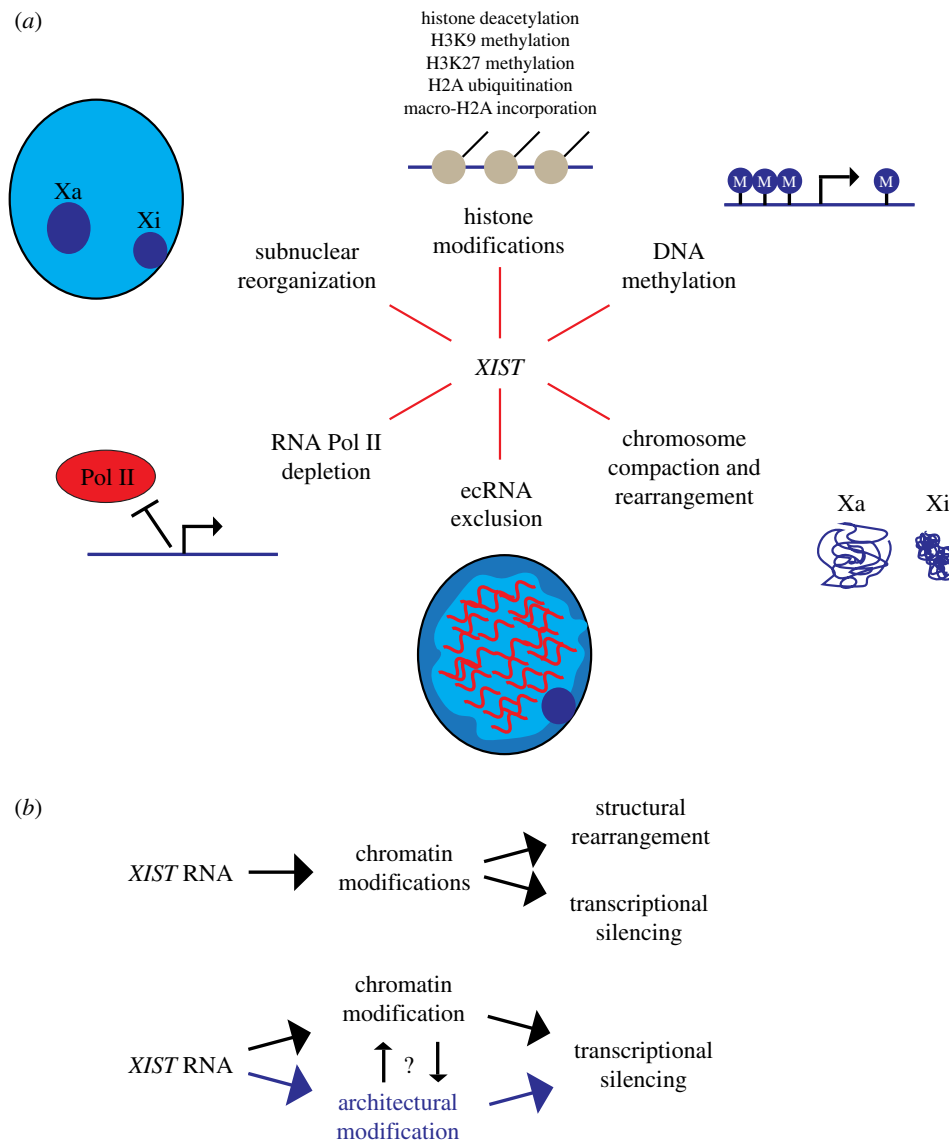 (a)
histone deacetylation
H3K9 methylation
H3K27 methylation
H2A ubiquitination
macro-H2A incorporation
Xa
Xi
M M M M
histone
modifications
subnuclear
reorganization
DNA
methylation
XIST
RNA Pol II
depletion
Pol II
ecRNA
exclusion
chromosome
compaction and
rearrangement
Xa Xi
(b)
XIST RNA
chromatin
modifications
structural
rearrangement
transcriptional
silencing
XIST RNA
chromatin
modification
?
architectural
modification
transcriptional
silencing